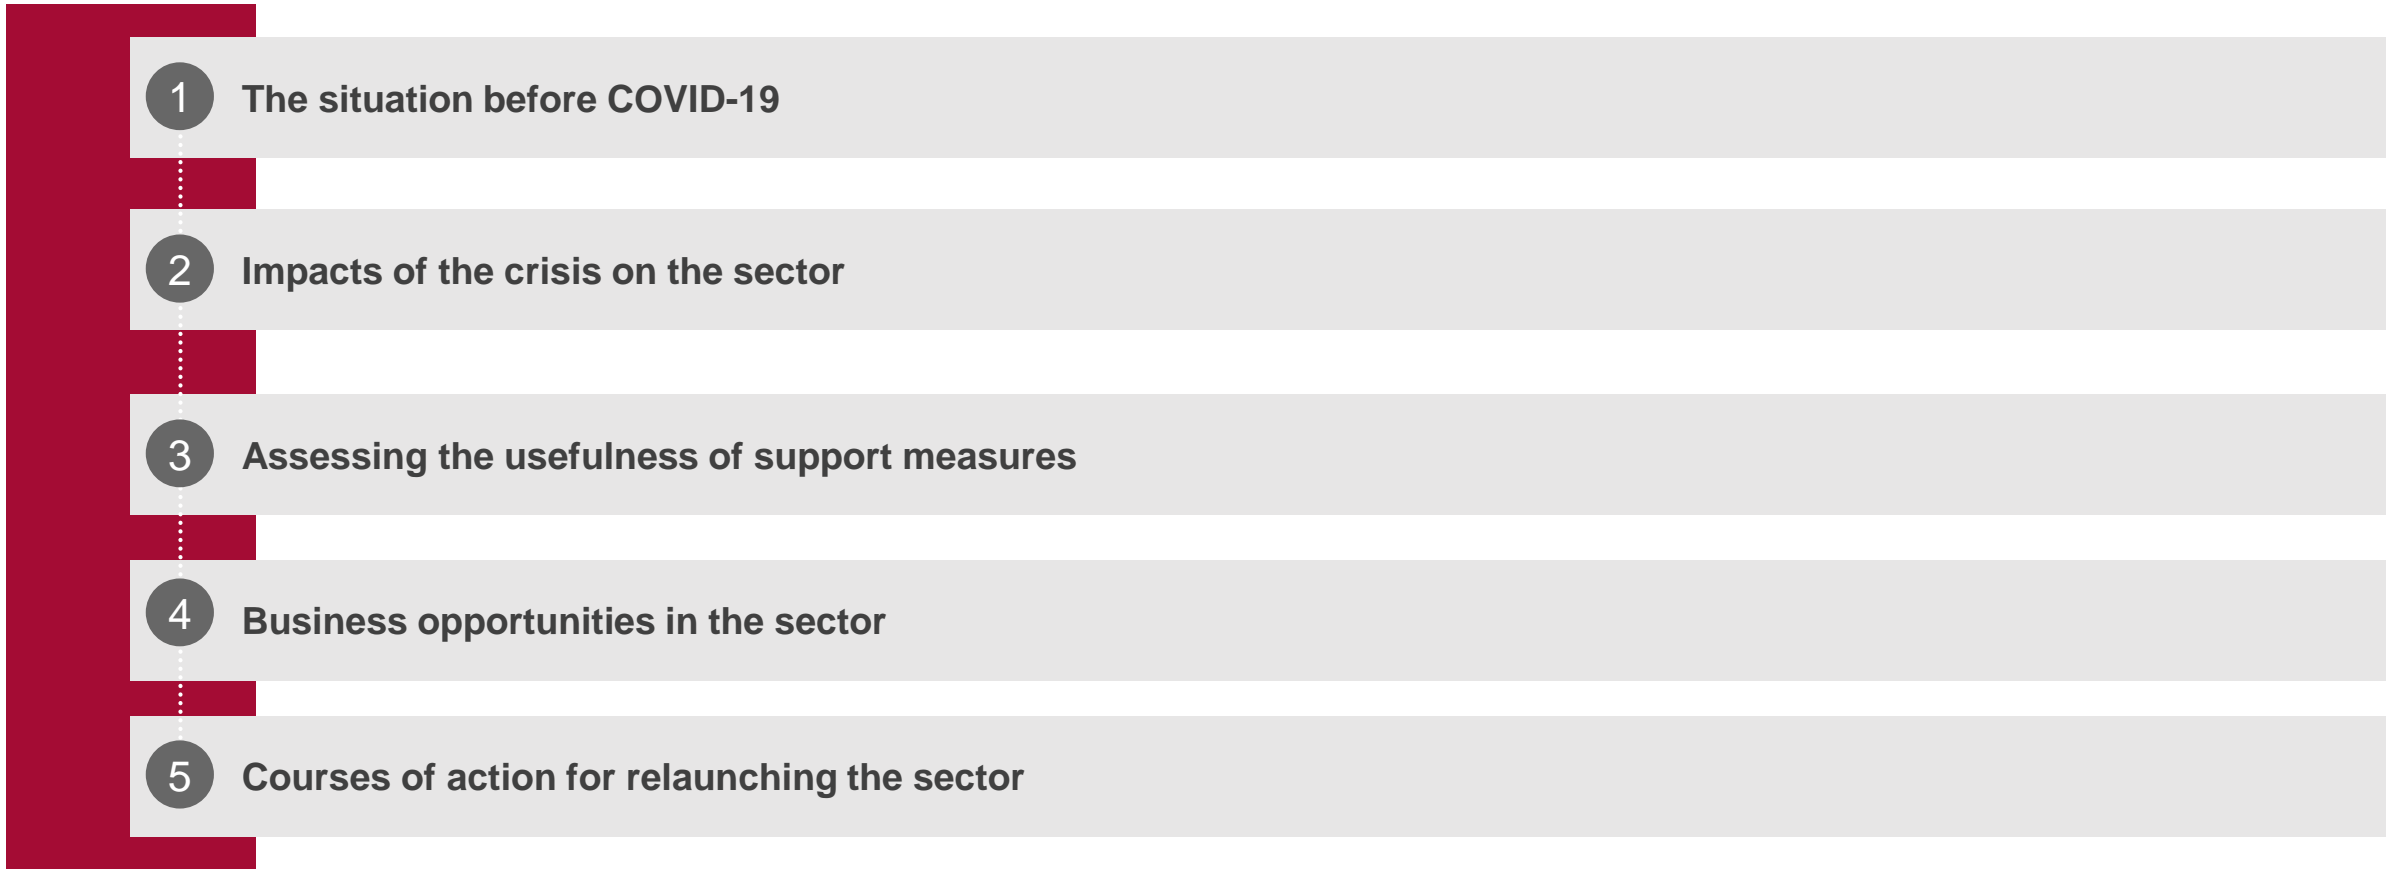 1 The situation before COVID-19
2 Impacts of the crisis on the sector
3 Assessing the usefulness of support measures
4 Business opportunities in the sector
5 Courses of action for relaunching the sector